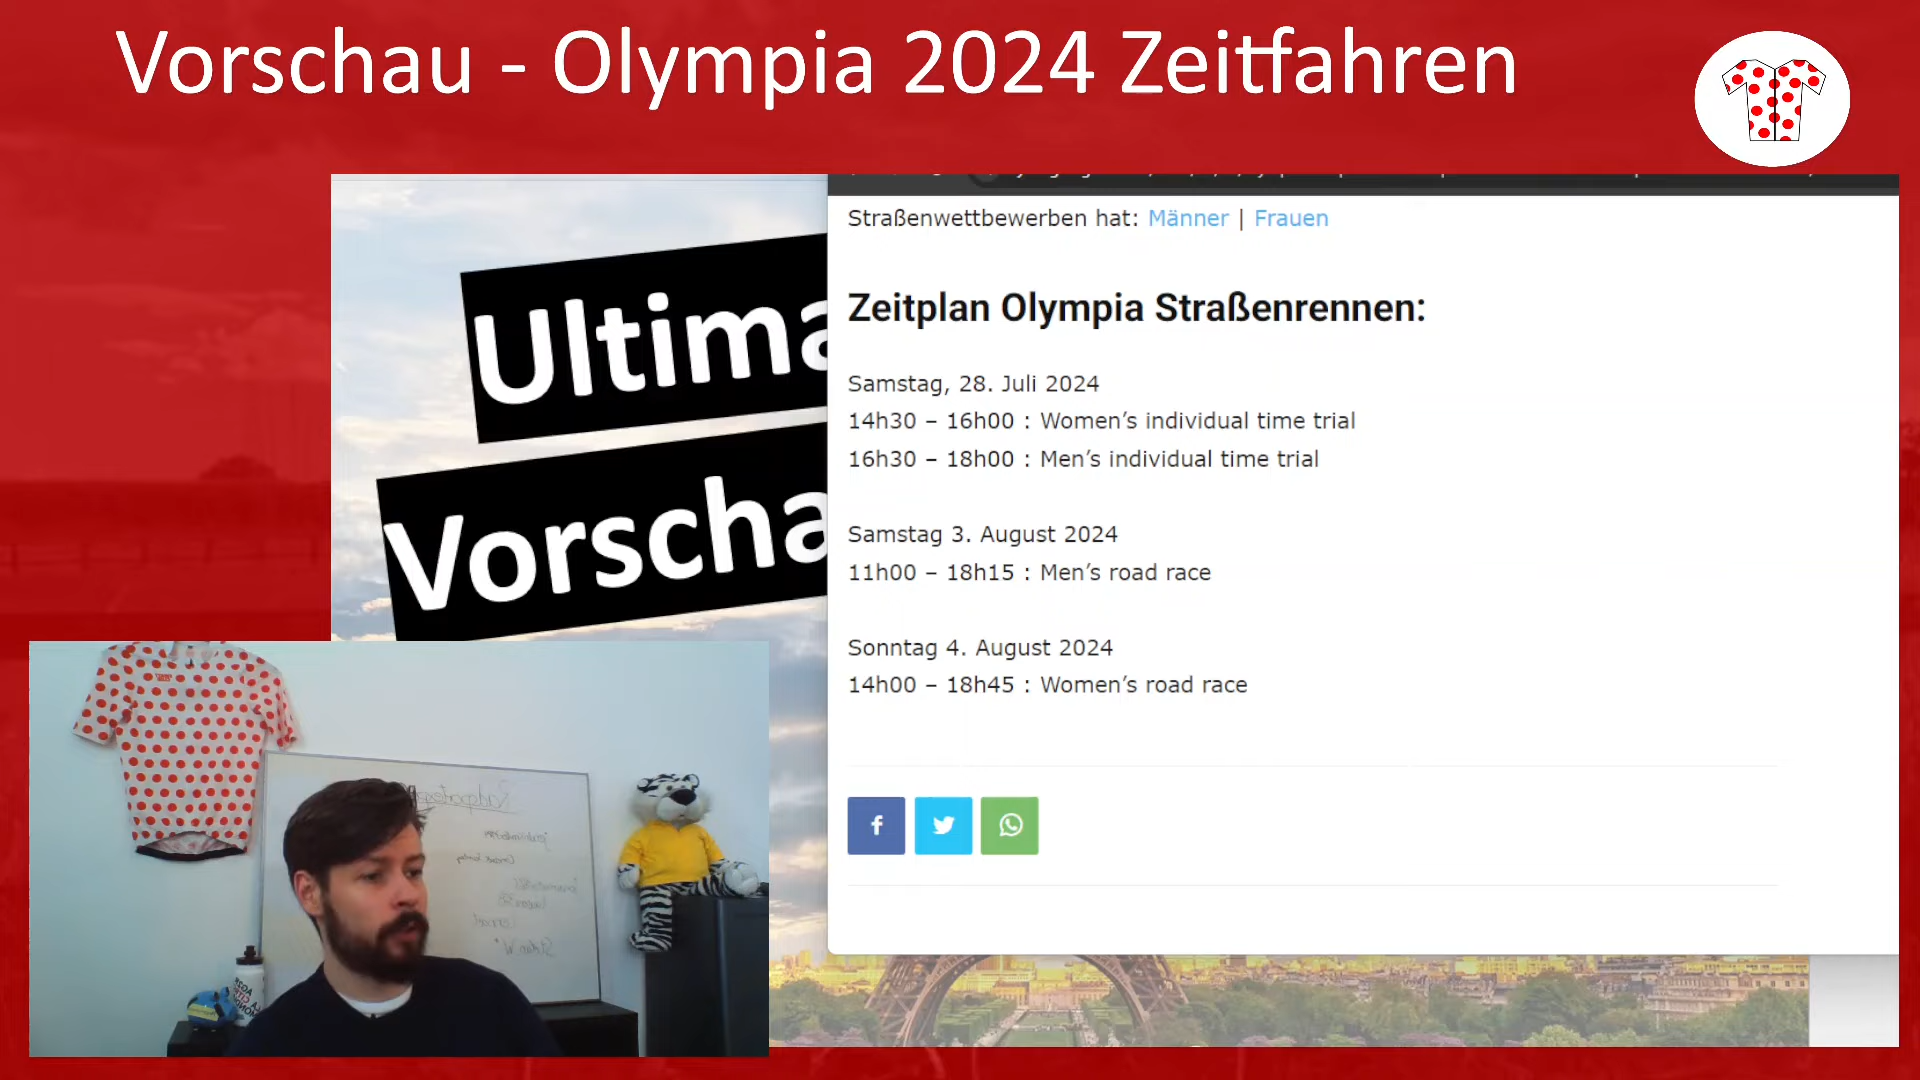 Vorschau - Olympia 2024 Zeitfahren
Straßenwettbewerben hat: Männer | Frauen
Ultima
Vorscha
Zeitplan Olympia Straßenrennen:
Samstag, 28. Juli 2024
14h30 – 16h00 : Women’s individual time trial
16h30 – 18h00 : Men’s individual time trial
Samstag 3. August 2024
11h00 – 18h15 : Men’s road race
Sonntag 4. August 2024
14h00 – 18h45 : Women’s road race